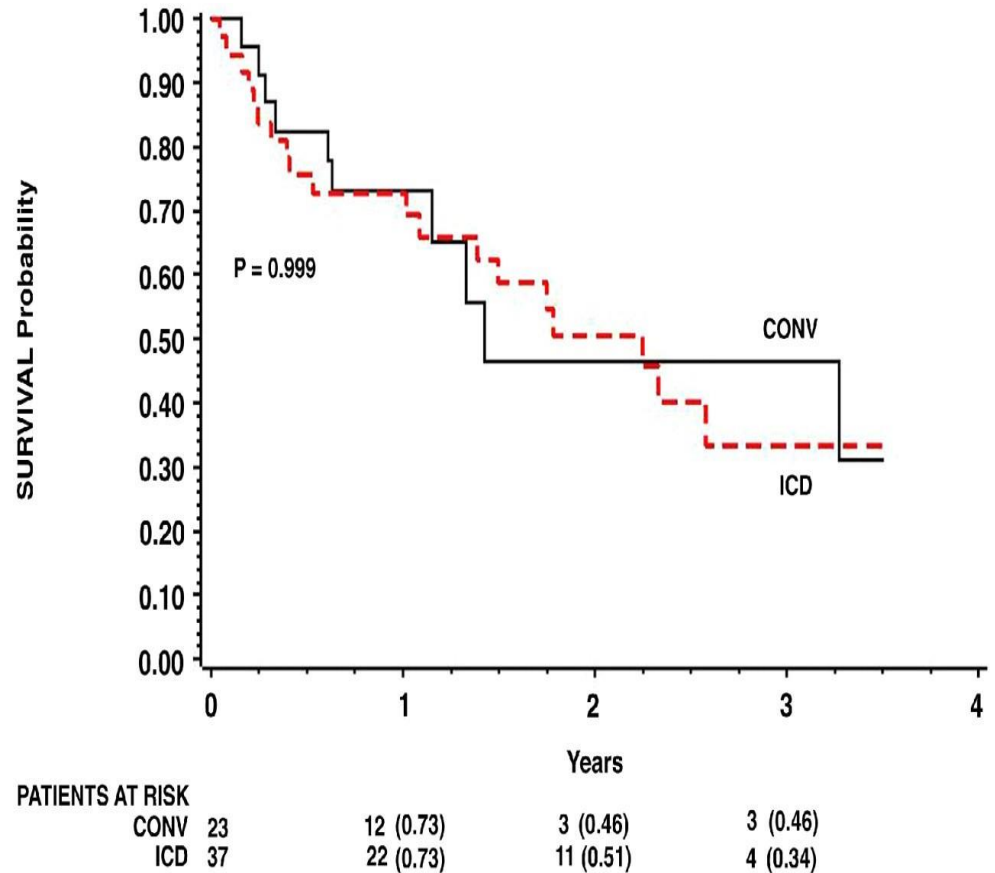 1.00
0.90
0.80
0.70
0.60
0.50
0.40
0.30
0.20
0.10
0.00
SURVIVAL Probability
P = 0.999
CONV
ICD
0 1 2 3 4
Years
PATIENTS AT RISK
CONV 23 12 (0.73) 3 (0.46) 3 (0.46)
ICD 37 22 (0.73) 11 (0.51) 4 (0.34)